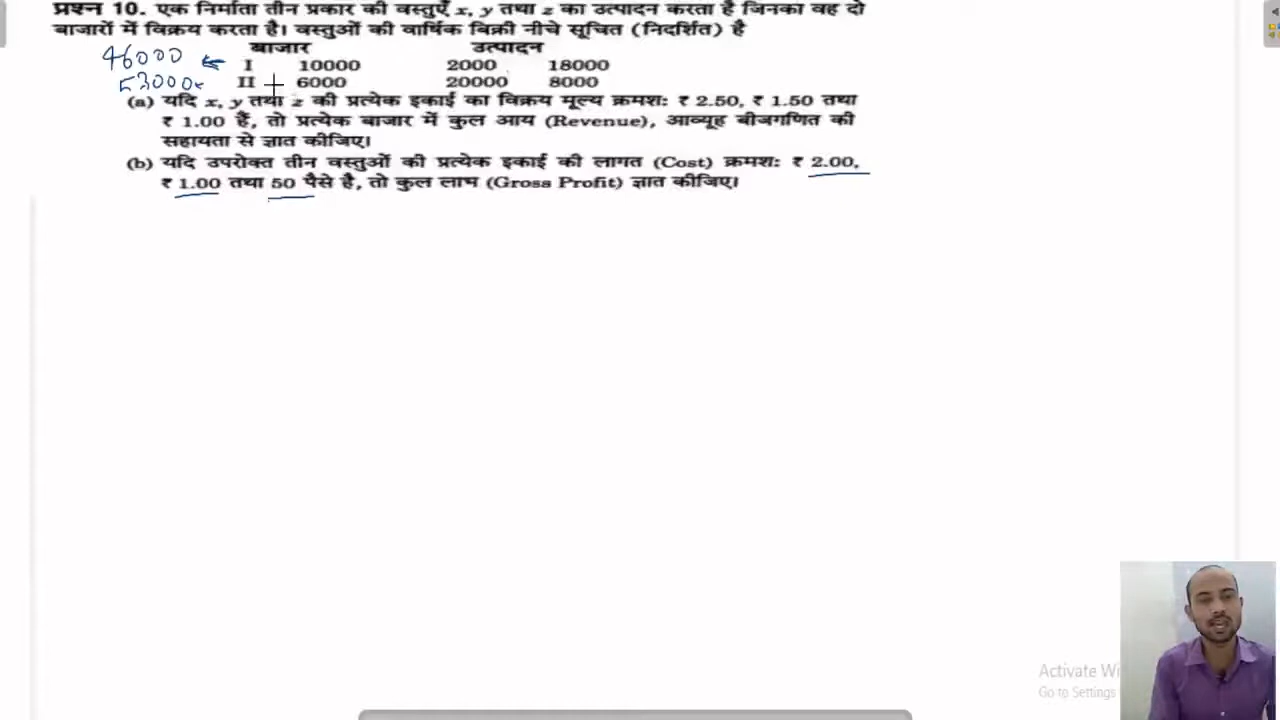 प्रश्न 10. एक निर्माता तीन प्रकार की वस्तुएँ x, y तथा z का उत्पादन करता है जिनका वह दो
बाजारों में विक्रय करता है। वस्तुओं की वार्षिक बिक्री नीचे सूचित (निदर्शित) है
बाजार उत्पादन
46000 ← I 10000 2000 18000
53000 II 6000 20000 8000
(a) यदि x, y तथा z की प्रत्येक इकाई का विक्रय मूल्य क्रमशः ₹ 2.50, ₹ 1.50 तथा
₹ 1.00 हैं, तो प्रत्येक बाजार में कुल आय (Revenue), आव्यूह बीजगणित की
सहायता से ज्ञात कीजिए।
(b) यदि उपरोक्त तीन वस्तुओं की प्रत्येक इकाई की लागत (Cost) क्रमशः ₹ 2.00,
₹ 1.00 तथा 50 पैसे है, तो कुल लाभ (Gross Profit) ज्ञात कीजिए।
Activate Wi
Go to Settings